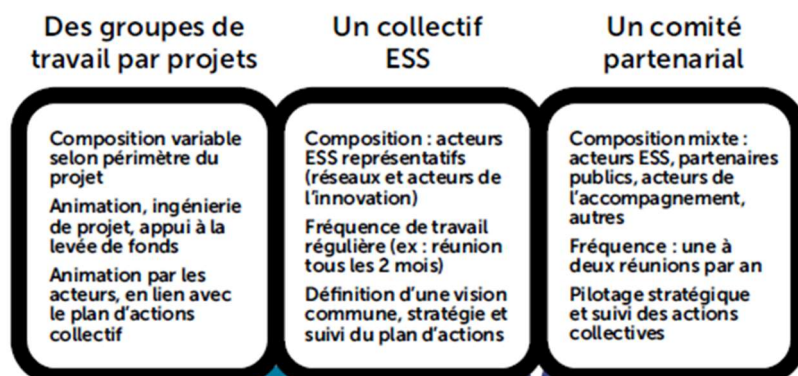 Des groupes de
travail par projets
Composition variable
selon périmètre du
projet
Animation, ingénierie
de projet, appui à la
levée de fonds
Animation par les
acteurs, en lien avec
le plan d'actions
collectif
Un collectif
ESS
Composition : acteurs
ESS représentatifs
(réseaux et acteurs de
l'innovation)
Fréquence de travail
régulière (ex : réunion
tous les 2 mois)
Définition d'une vision
commune, stratégie et
suivi du plan d'actions
Un comité
partenarial
Composition mixte :
acteurs ESS, partenaires
publics, acteurs de
l'accompagnement,
autres
Fréquence : une à
deux réunions par an
Pilotage stratégique
et suivi des actions
collectives